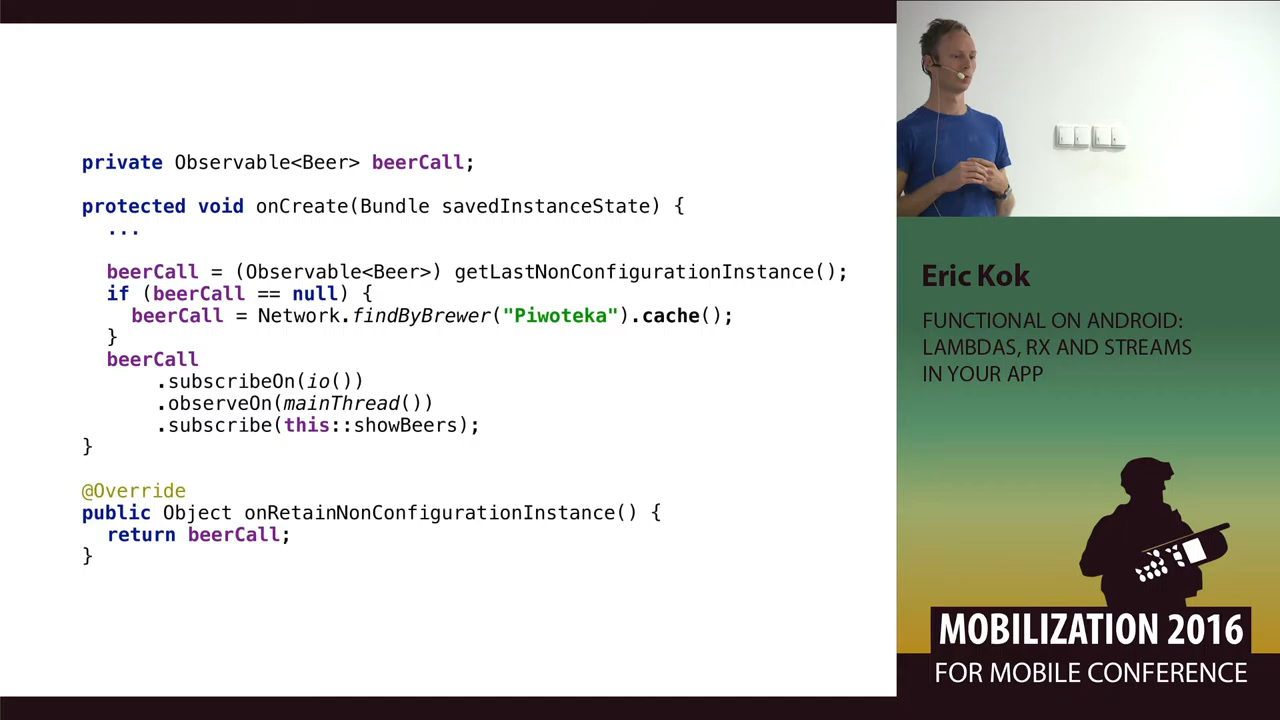 private Observable<Beer> beerCall;
protected void onCreate(Bundle savedInstanceState) {
...
beerCall = (Observable<Beer>) getLastNonConfigurationInstance();
if (beerCall == null) {
beerCall = Network.findByBrewer("Piwoteka").cache();
}
beerCall
.subscribeOn(io())
.observeOn(mainThread())
.subscribe(this::showBeers);
}
@Override
public Object onRetainNonConfigurationInstance() {
return beerCall;
}
Eric Kok
FUNCTIONAL ON ANDROID:
LAMBDAS, RX AND STREAMS
IN YOUR APP
MOBILIZATION 2016
FOR MOBILE CONFERENCE